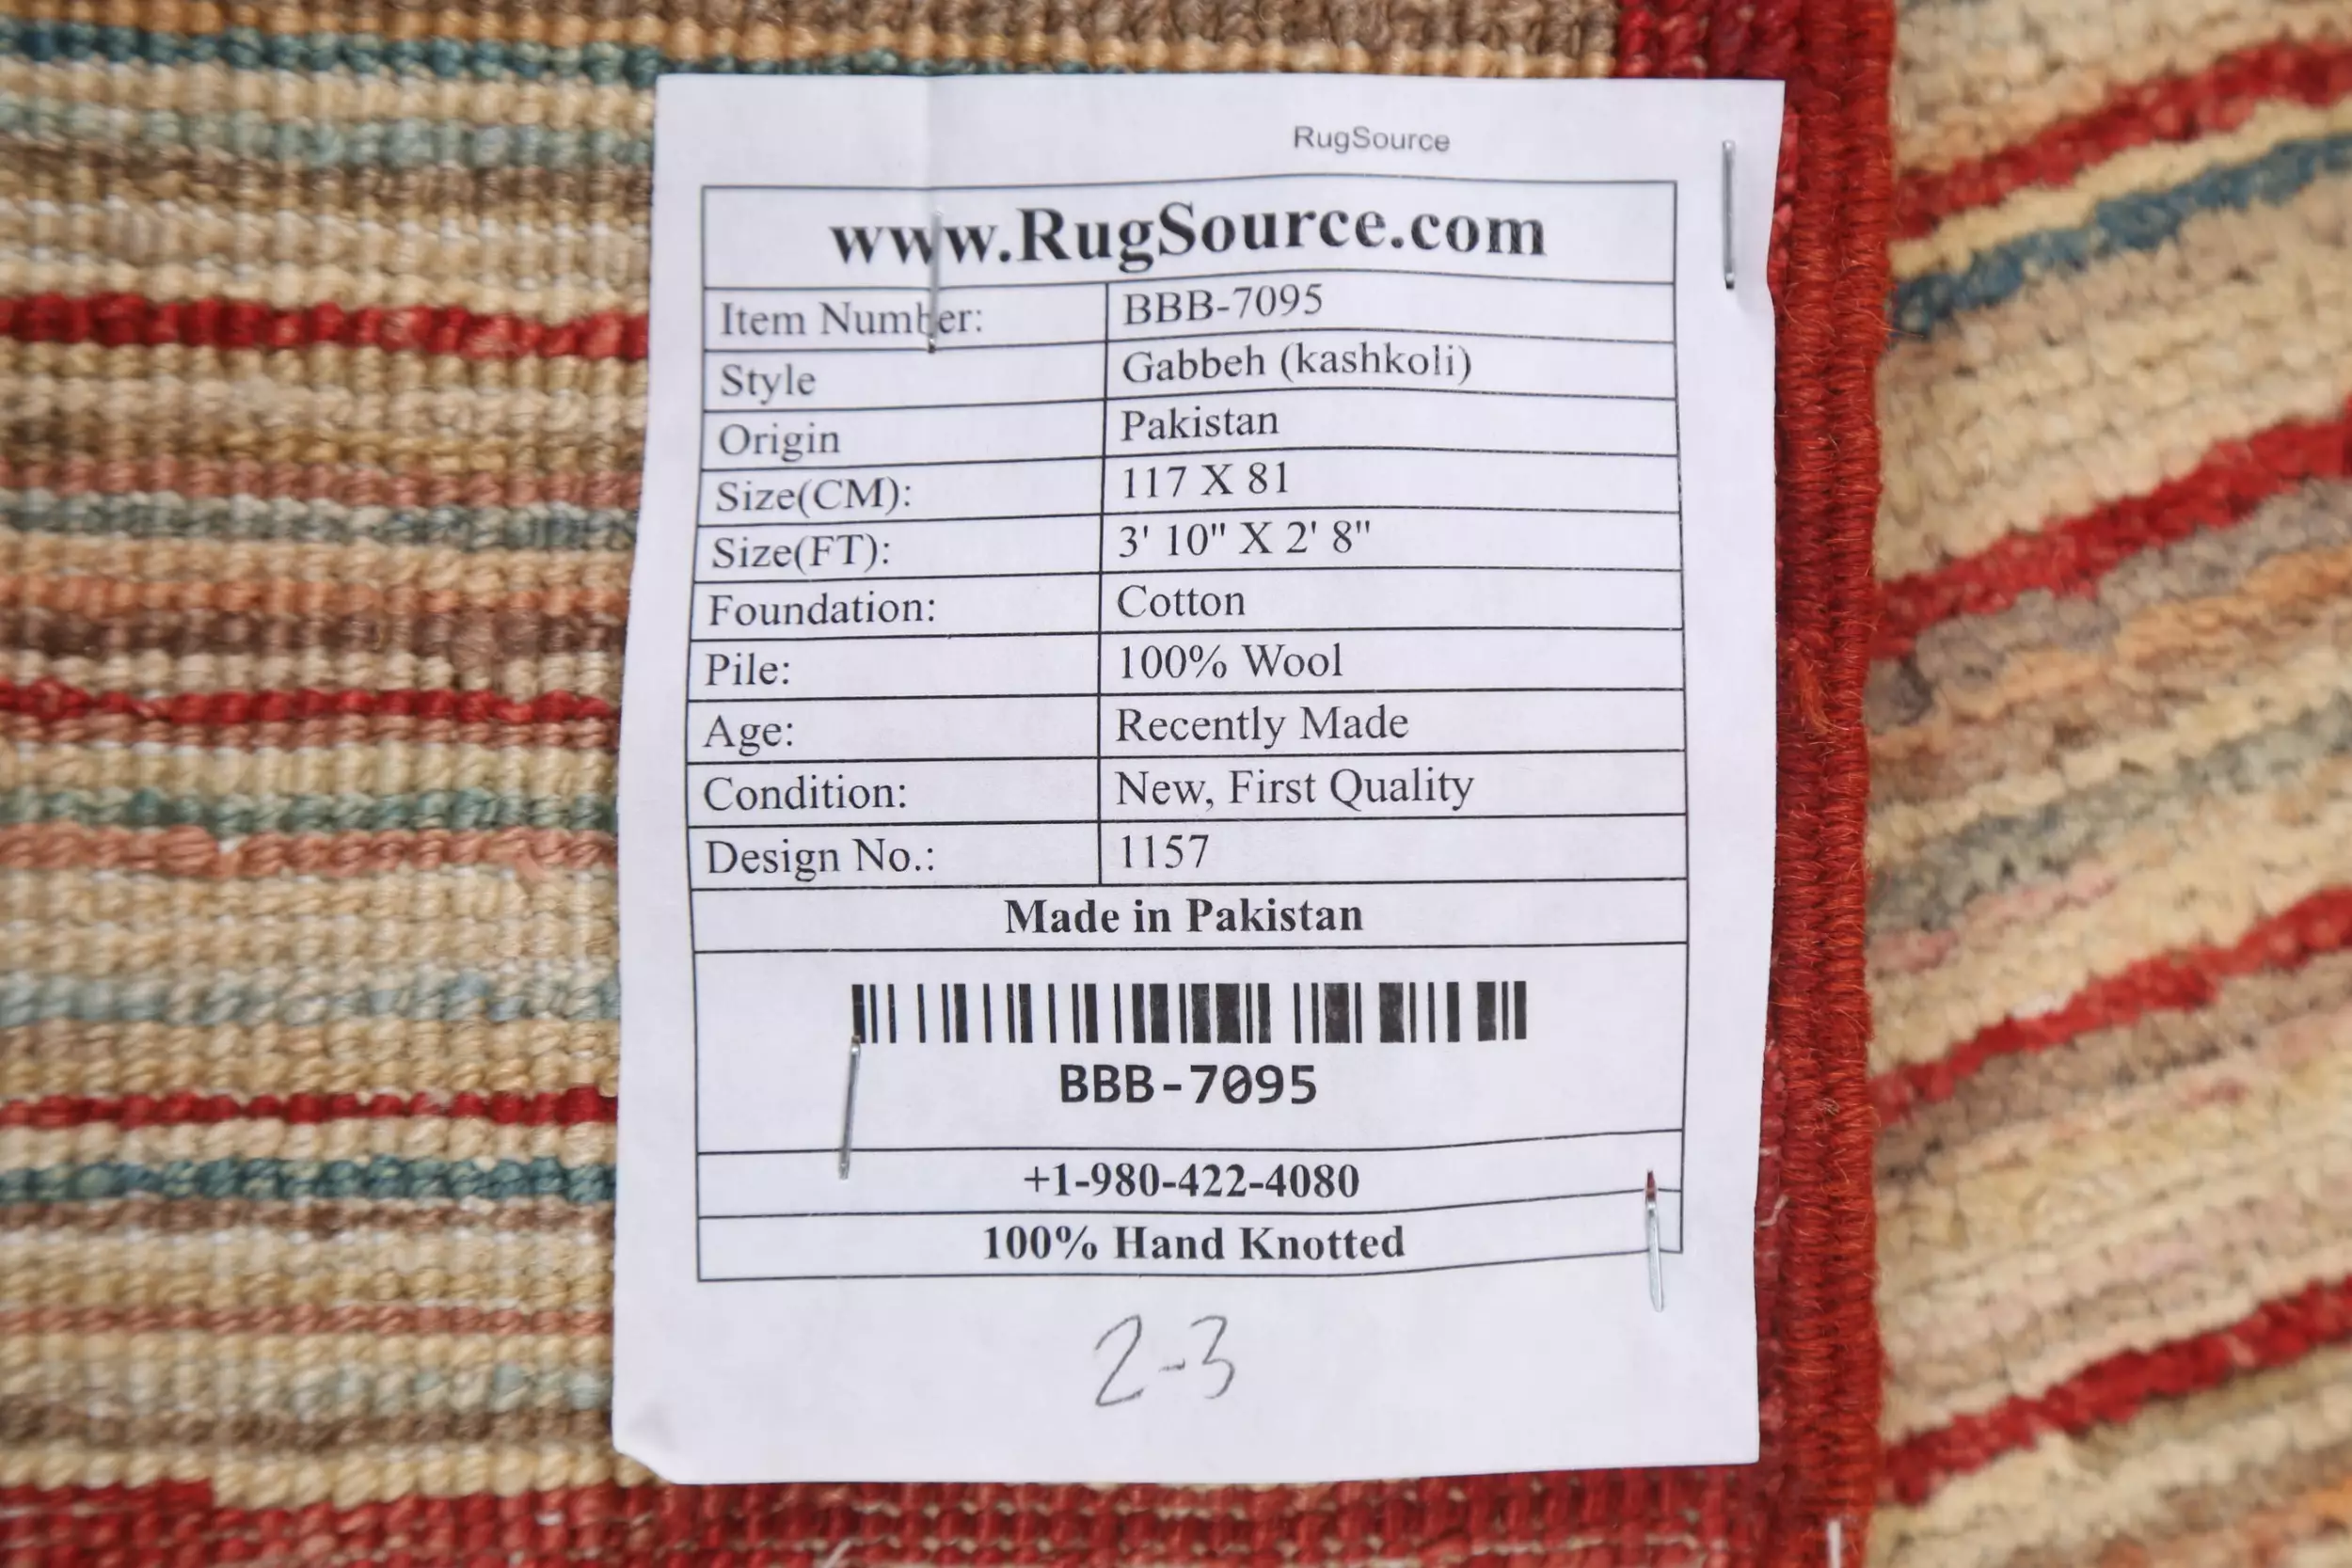 RugSource
www.RugSource.com
Item Number: BBB-7095
Style Gabbeh (kashkoli)
Origin Pakistan
Size(CM): 117 X 81
Size(FT): 3' 10" X 2' 8"
Foundation: Cotton
Pile: 100% Wool
Age: Recently Made
Condition: New, First Quality
Design No.: 1157
Made in Pakistan
BBB-7095
+1-980-422-4080
100% Hand Knotted
2-3